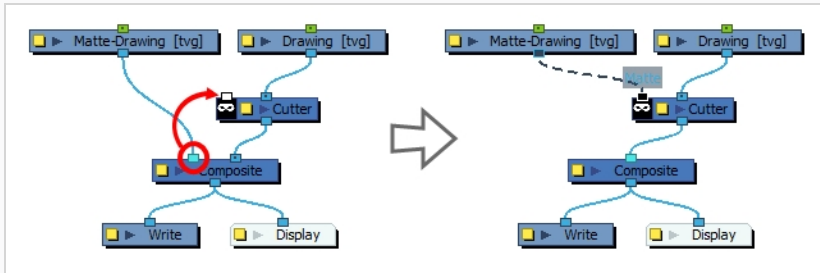 Matte-Drawing [tvg]
Drawing [tvg]
Cutter
Composite
Write
Display
Matte-Drawing [tvg]
Drawing [tvg]
Matte
Cutter
Composite
Write
Display